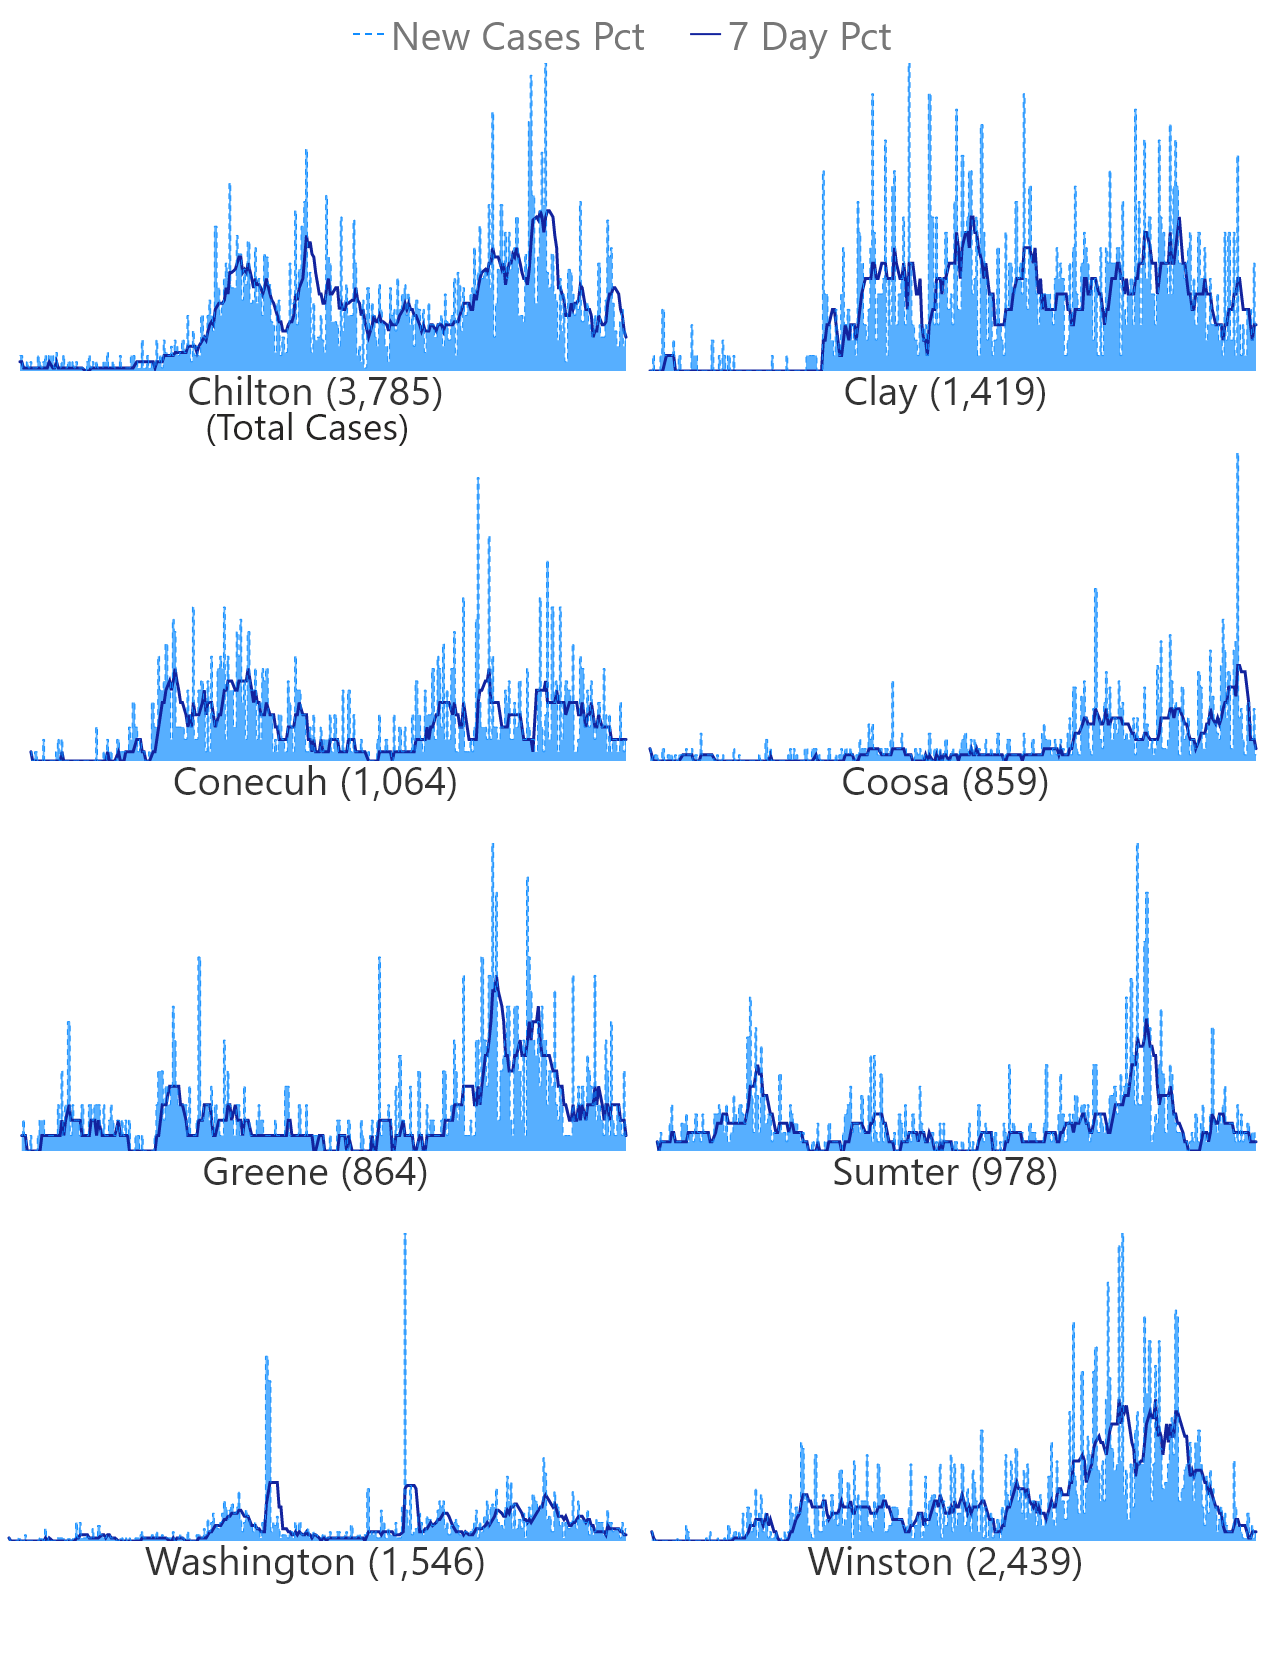 New Cases Pct 7 Day Pct
Chilton (3,785) Clay (1,419)
(Total Cases)
Conecuh (1,064) Coosa (859)
Greene (864) Sumter (978)
Washington (1,546) Winston (2,439)